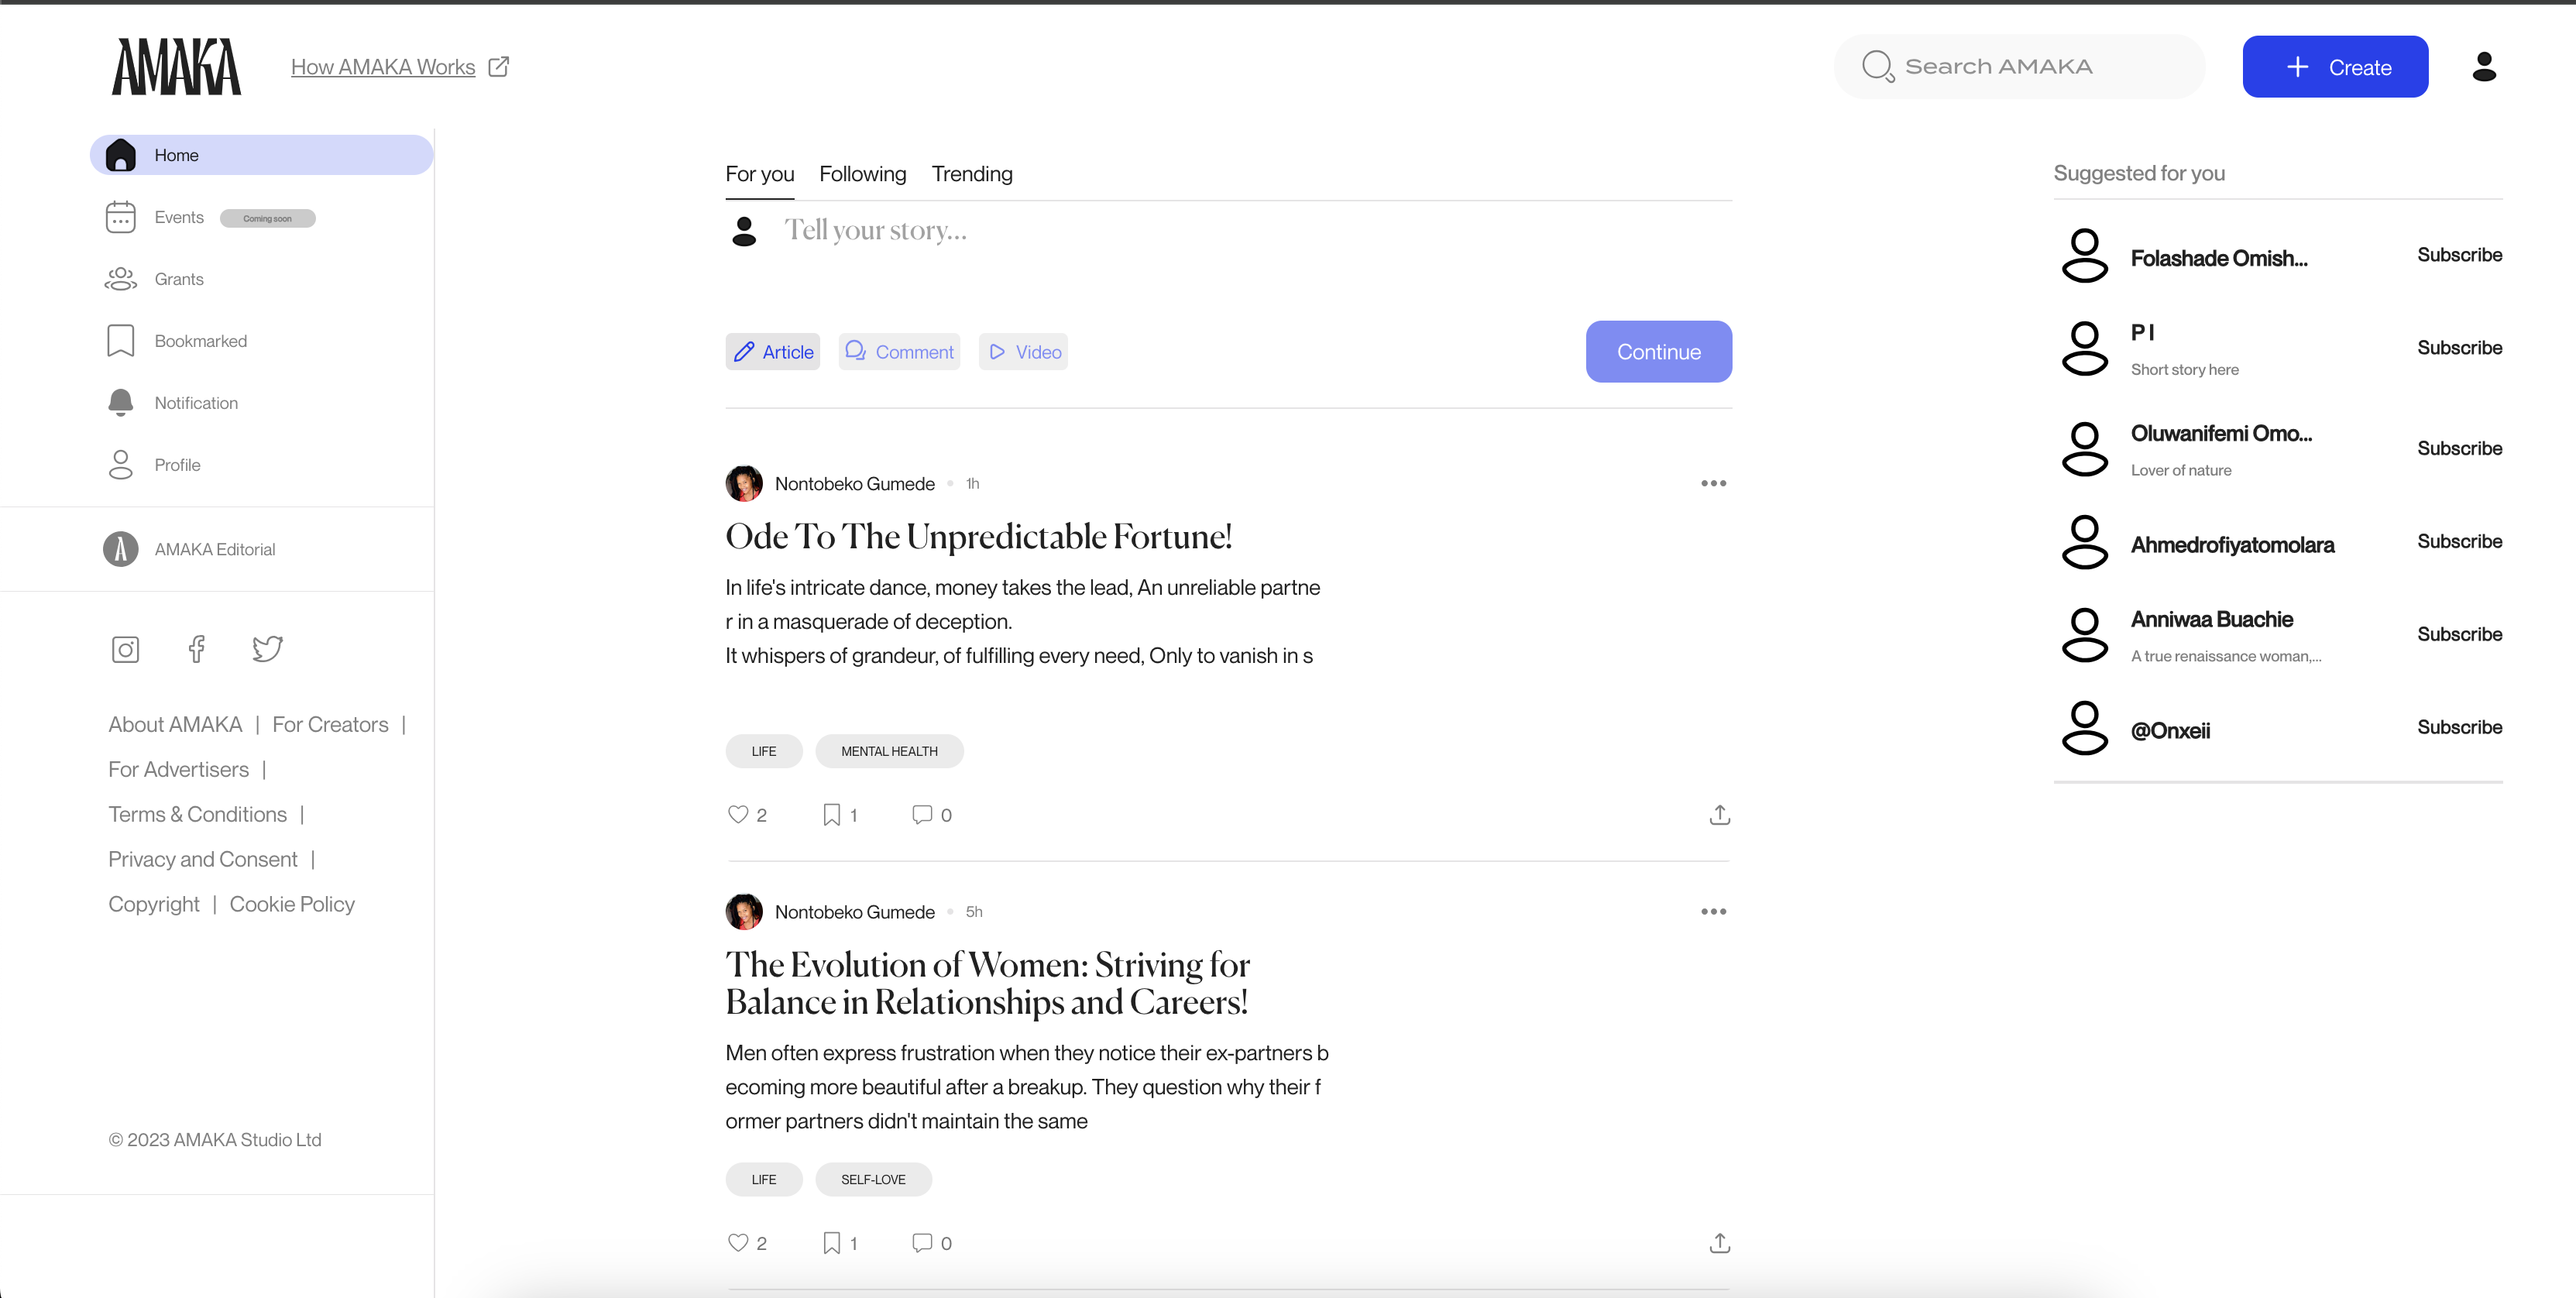 AMAKA
How AMAKA Works
Search AMAKA
Create
Home
Events Coming soon
Grants
Bookmarked
Notification
Profile
AMAKA Editorial
About AMAKA | For Creators |
For Advertisers |
Terms & Conditions |
Privacy and Consent |
Copyright | Cookie Policy
© 2023 AMAKA Studio Ltd
For you Following Trending
Tell your story...
Article Comment Video Continue
Nontobeko Gumede 1h
Ode To The Unpredictable Fortune!
In life's intricate dance, money takes the lead, An unreliable partne
r in a masquerade of deception.
It whispers of grandeur, of fulfilling every need, Only to vanish in s
LIFE MENTAL HEALTH
2 1 0
Nontobeko Gumede 5h
The Evolution of Women: Striving for
Balance in Relationships and Careers!
Men often express frustration when they notice their ex-partners b
ecoming more beautiful after a breakup. They question why their f
ormer partners didn't maintain the same
LIFE SELF-LOVE
2 1 0
Suggested for you
Folashade Omish... Subscribe
P I Subscribe
Short story here
Oluwanifemi Omo... Subscribe
Lover of nature
Ahmedrofiyatomolara Subscribe
Anniwaa Buachie Subscribe
A true renaissance woman,...
@Onxeii Subscribe